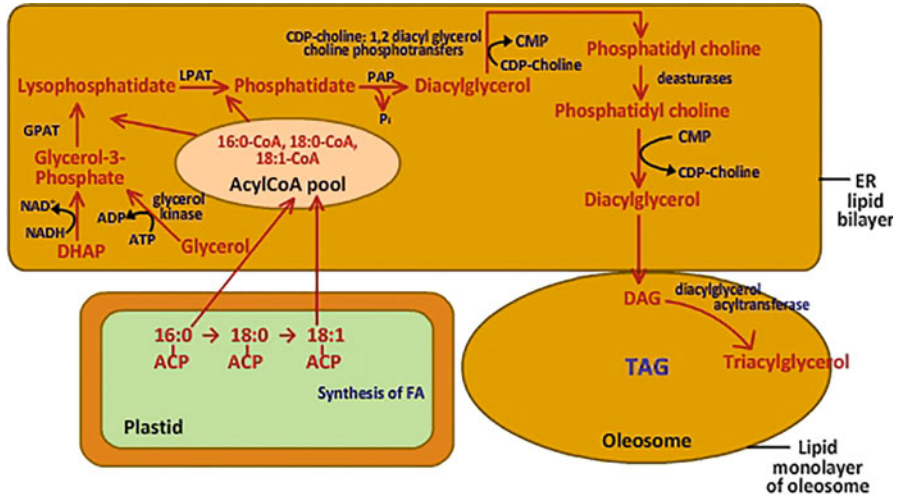 CDP-choline: 1,2 diacyl glycerol
choline phosphotransfers
CMP
CDP-Choline
Phosphatidyl choline
deasturases
Phosphatidyl choline
CMP
CDP-Choline
Diacylglycerol
Lysophosphatidate
LPAT
Phosphatidate
PAP
Pi
Diacylglycerol
GPAT
Glycerol-3-
Phosphate
16:0-CoA, 18:0-CoA,
18:1-CoA
AcylCoA pool
NAD+
NADH
DHAP
ADP
ATP
glycerol
kinase
Glycerol
ER
lipid
bilayer
16:0 → 18:0 → 18:1
ACP ACP ACP
Synthesis of FA
Plastid
DAG
diacylglycerol
acyltransferase
Triacylglycerol
TAG
Oleosome
Lipid
monolayer
of oleosome